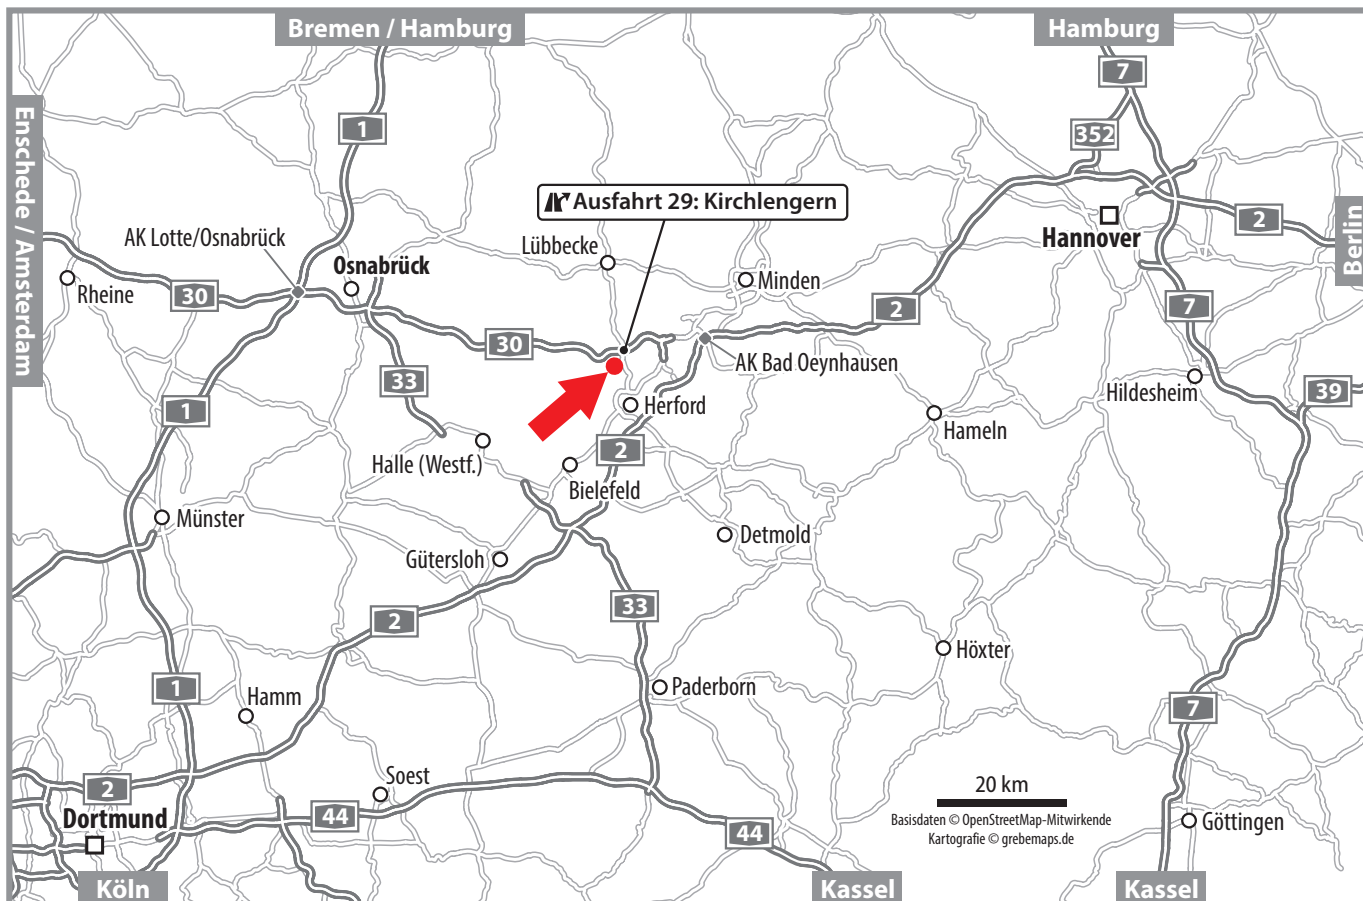 Bremen / Hamburg
Hamburg
7
1
352
Enschede / Amsterdam
Ausfahrt 29: Kirchlengern
2
Berlin
AK Lotte/Osnabrück
Lübbecke
Hannover
Osnabrück
Minden
Rheine
30
2
7
30
AK Bad Oeynhausen
33
Hildesheim
39
1
Herford
Hameln
Halle (Westf.)
2
Bielefeld
Münster
Detmold
Gütersloh
33
2
Höxter
1
Paderborn
Hamm
7
Soest
20 km
2
Dortmund
44
Basisdaten © OpenStreetMap-Mitwirkende
Kartografie © grebemaps.de
44
Göttingen
Köln
Kassel
Kassel